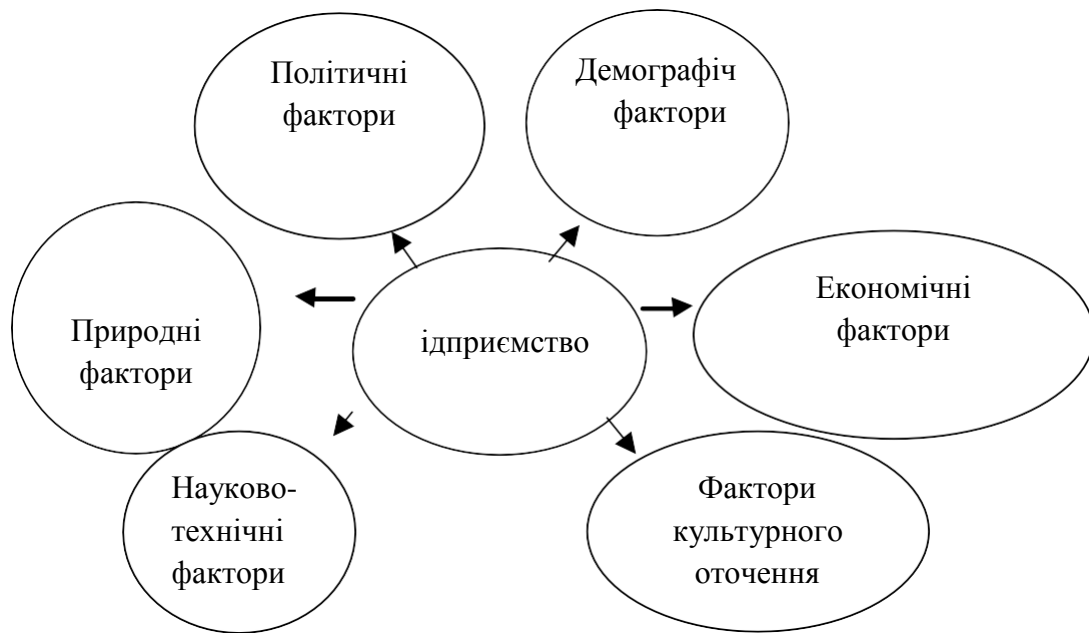 Політичні
фактори
Демографіч
фактори
Економічні
фактори
Природні
фактори
ідприємство
Науково-
технічні
фактори
Фактори
культурного
оточення